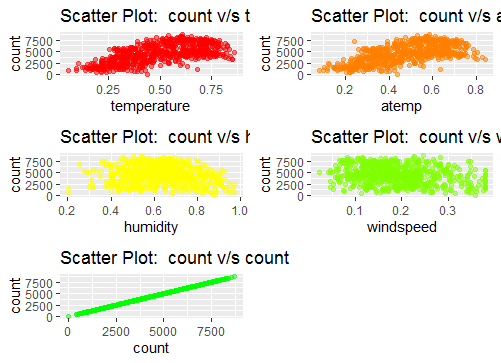 Scatter Plot: count v/s t
count
7500
5000
2500
0
0.25 0.50 0.75
temperature
Scatter Plot: count v/s a
count
7500
5000
2500
0
0.2 0.4 0.6 0.8
atemp
Scatter Plot: count v/s h
count
7500
5000
2500
0
0.2 0.4 0.6 0.8 1.0
humidity
Scatter Plot: count v/s w
count
7500
5000
2500
0
0.1 0.2 0.3
windspeed
Scatter Plot: count v/s count
count
7500
5000
2500
0
0 2500 5000 7500
count